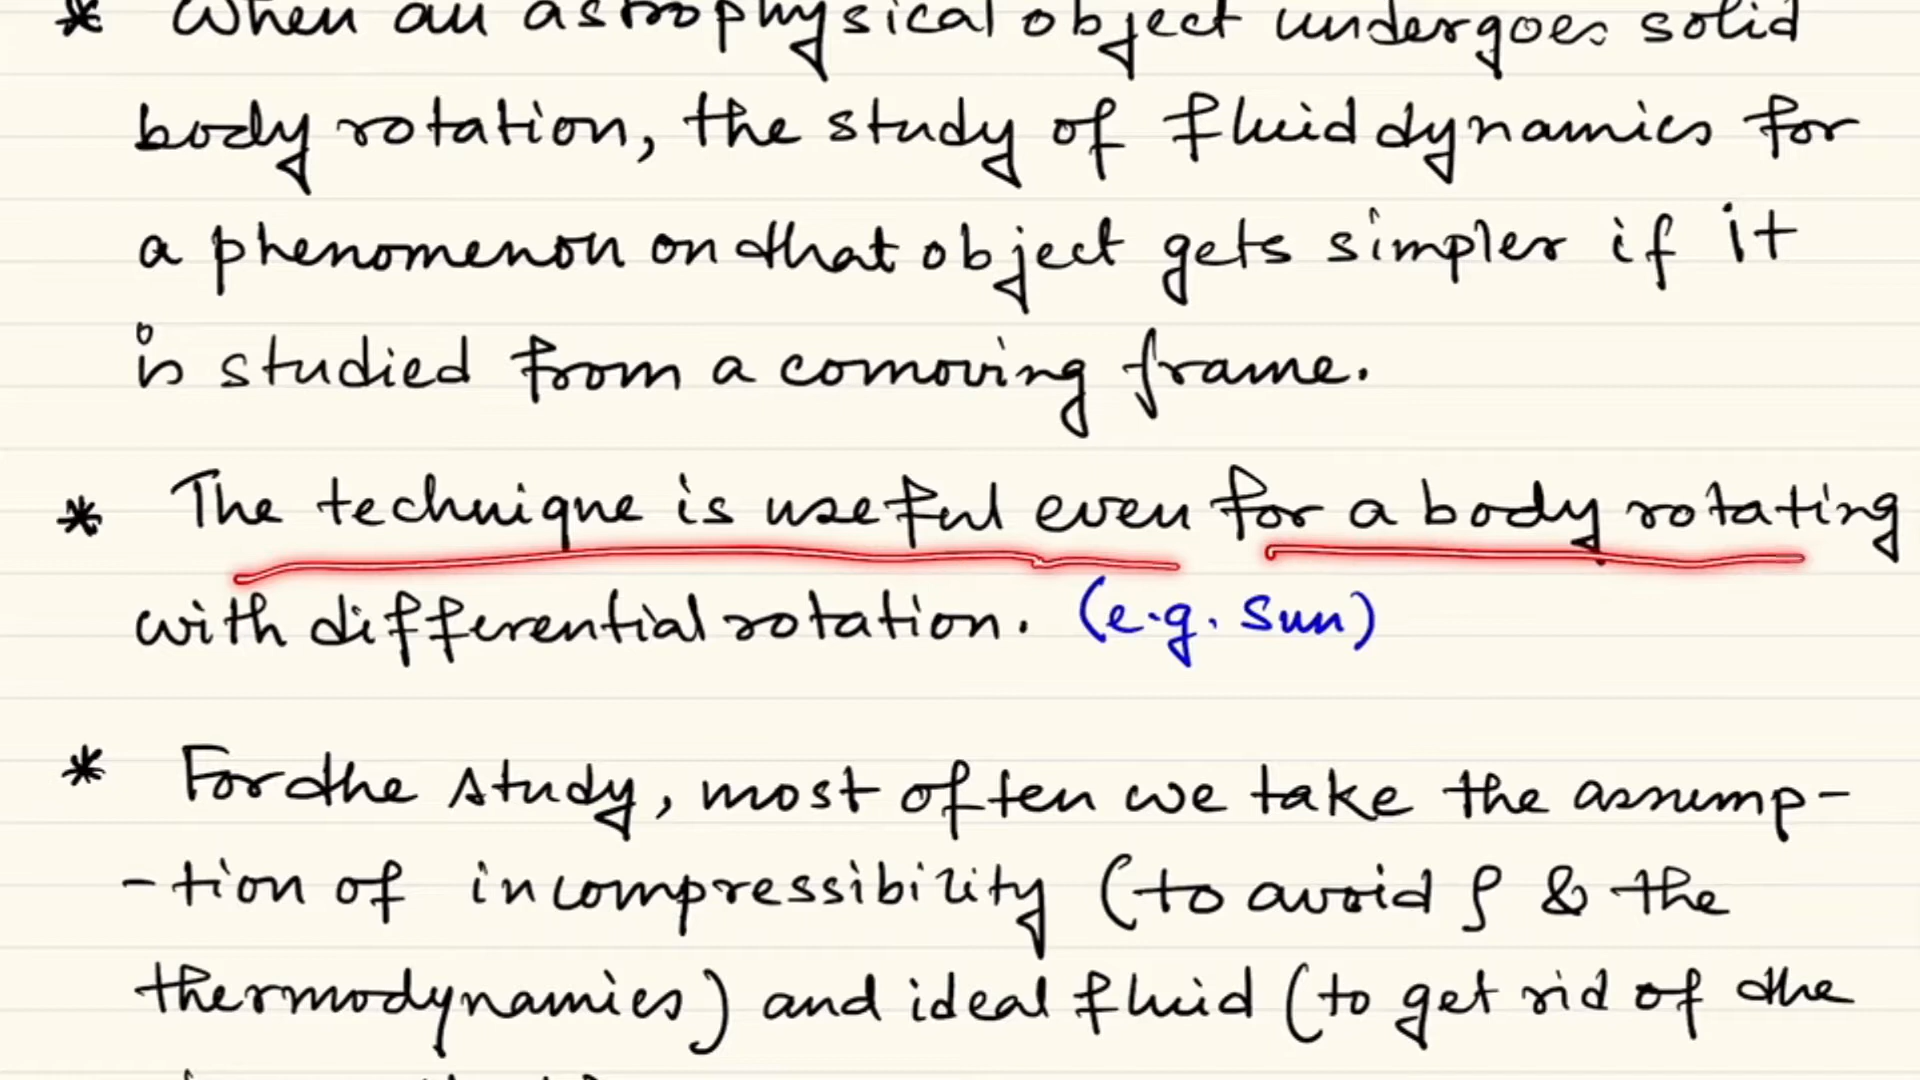 * When an astrophysical object undergoes solid
body rotation, the study of fluid dynamics for
a phenomenon on that object gets simpler if it
is studied from a comoving frame.
* The technique is useful even for a body rotating
with differential rotation. (e.g. Sun)
* For the study, most often we take the assump-
-tion of incompressibility (to avoid ρ & the
thermodynamics) and ideal fluid (to get rid of the